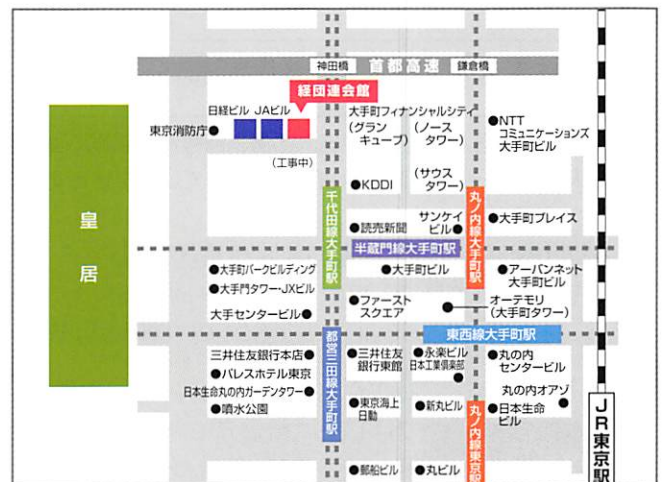 神田橋
首都高速
鎌倉橋
経団連会館
日経ビル JAビル
東京消防庁
(工事中)
大手町フィナンシャルシティ
(グラン
キューブ)
(ノース
タワー)
(サウス
タワー)
NTT
コミュニケーションズ
大手町ビル
KDDI
読売新聞
サンケイ
ビル
大手町プレイス
千代田線大手町駅
丸ノ内線大手町駅
半蔵門線大手町駅
皇居
大手町パークビルディング
大手門タワー・JXビル
大手センタービル
大手町ビル
アーバンネット
大手町ビル
ファースト
スクエア
オーテモリ
(大手町タワー)
東西線大手町駅
都営三田線大手町駅
三井住友銀行本店
パレスホテル東京
日本生命丸の内ガーデンタワー
噴水公園
三井住友
銀行東館
永楽ビル
日本工業倶楽部
丸の内
センタービル
丸の内オアゾ
東京海上
日動
新丸ビル
日本生命
ビル
丸ノ内線東京駅
郵船ビル
丸ビル
JR東京駅